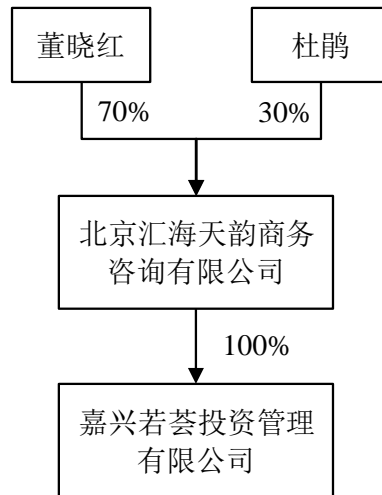 董晓红
杜鹃
70%
30%
北京汇海天韵商务
咨询有限公司
100%
嘉兴若荟投资管理
有限公司